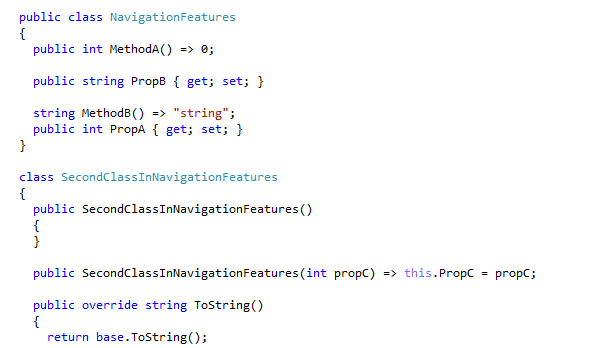 public class NavigationFeatures
{
  public int MethodA() => 0;

  public string PropB { get; set; }

  string MethodB() => "string";
  public int PropA { get; set; }
}

class SecondClassInNavigationFeatures
{
  public SecondClassInNavigationFeatures()
  {
  }

  public SecondClassInNavigationFeatures(int propC) => this.PropC = propC;

  public override string ToString()
  {
    return base.ToString();